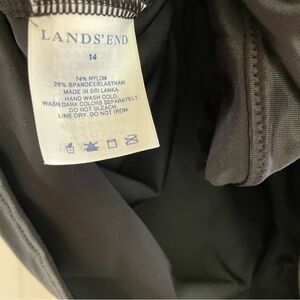 LANDS' END
14
74% NYLON
26% SPANDEX/ELASTHAN
MADE IN SRI LANKA
HAND WASH COLD.
WASH DARK COLORS SEPARATELY
DO NOT BLEACH.
LINE DRY. DO NOT IRON.